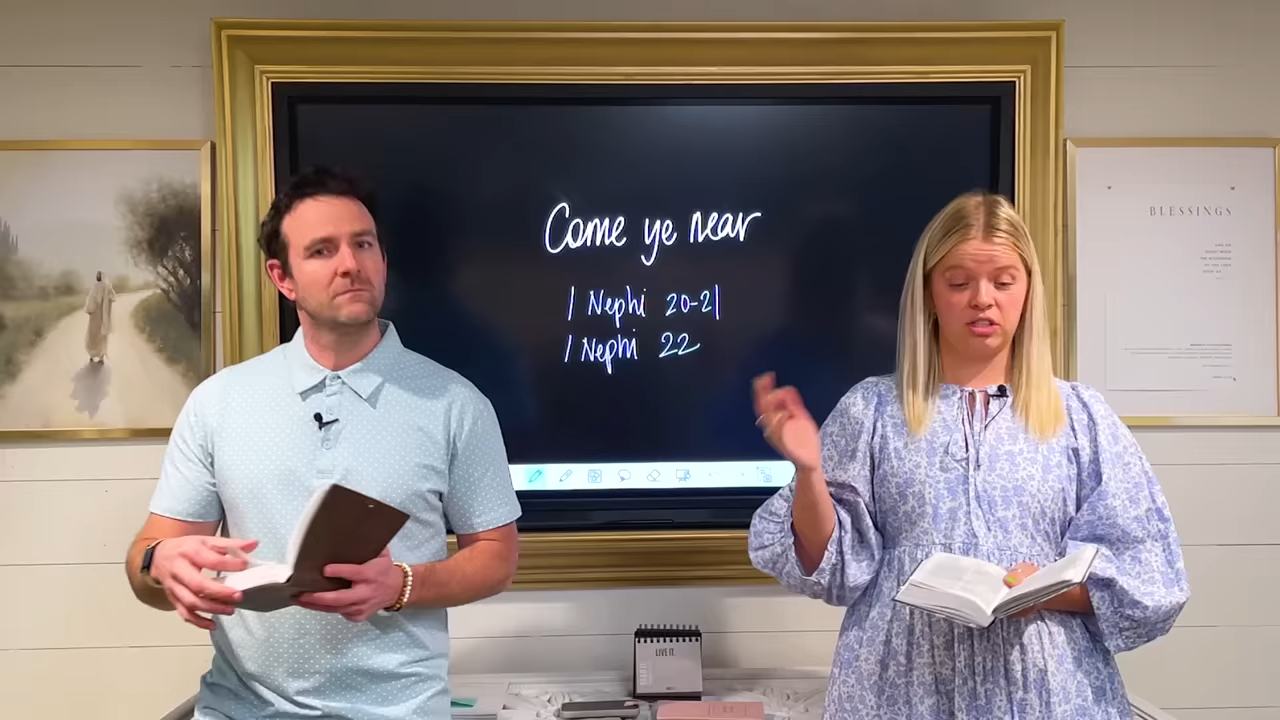 Come ye near
1 Nephi 20-21
1 Nephi 22
BLESSINGS
LIVE IT.